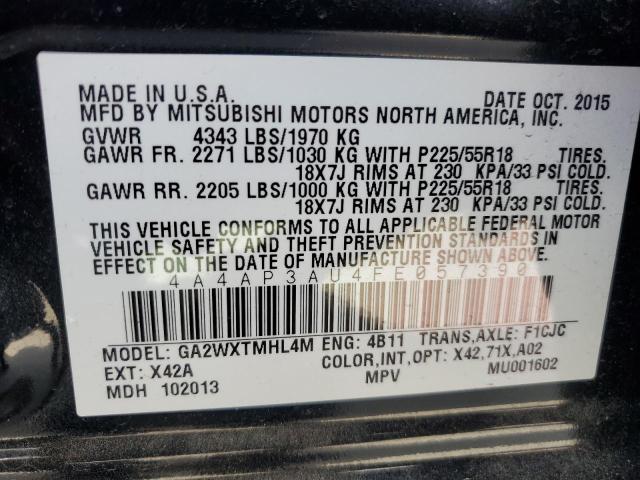 MADE IN U.S.A. DATE OCT. 2015
MFD BY MITSUBISHI MOTORS NORTH AMERICA, INC.
GVWR 4343 LBS/1970 KG
GAWR FR. 2271 LBS/1030 KG WITH P225/55R18 TIRES.
18X7J RIMS AT 230 KPA/33 PSI COLD.
GAWR RR. 2205 LBS/1000 KG WITH P225/55R18 TIRES.
18X7J RIMS AT 230 KPA/33 PSI COLD.
THIS VEHICLE CONFORMS TO ALL APPLICABLE FEDERAL MOTOR
VEHICLE SAFETY AND THEFT PREVENTION STANDARDS IN
EFFECT ON THE DATE OF MANUFACTURE SHOWN ABOVE.
4A4AP3AU4FE057390
MODEL: GA2WXTMHL4M ENG: 4B11 TRANS,AXLE: F1CJC
EXT: X42A COLOR,INT,OPT: X42,71X,A02
MDH 102013 MPV MU001602